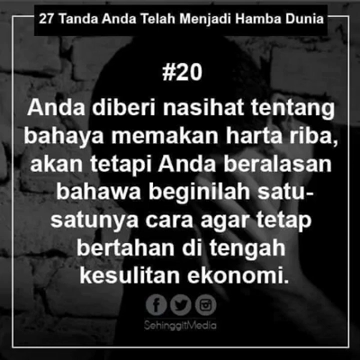 27 Tanda Anda Telah Menjadi Hamba Dunia
#20
Anda diberi nasihat tentang
bahaya memakan harta riba,
akan tetapi Anda beralasan
bahawa beginilah satu-
satunya cara agar tetap
bertahan di tengah
kesulitan ekonomi.
SehinggitMedia